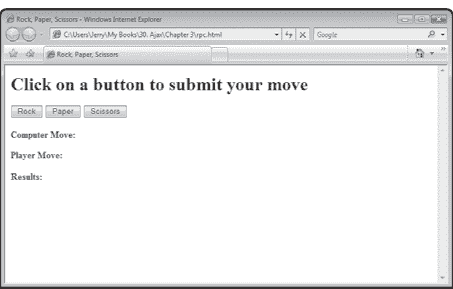 Rock, Paper, Scissors - Windows Internet Explorer
C:\Users\Jerry\My Books\30. Ajax\Chapter 3\rpc.html
Google
Rock, Paper, Scissors
Click on a button to submit your move
Rock Paper Scissors
Computer Move:
Player Move:
Results: